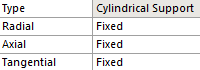 Type Cylindrical Support
Radial Fixed
Axial Fixed
Tangential Fixed